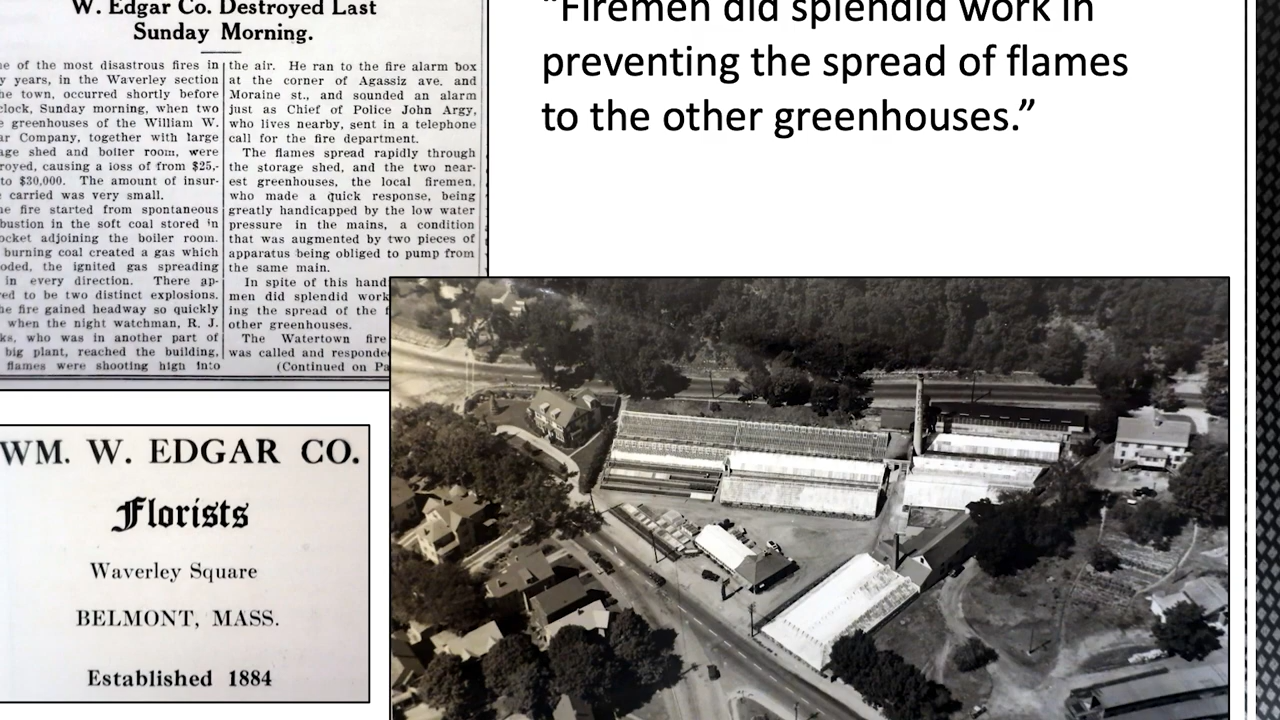 W. Edgar Co. Destroyed Last
Sunday Morning.
e of the most disastrous fires in
y years, in the Waverley section
he town, occurred shortly before
clock, Sunday morning, when two
e greenhouses of the William W.
ar Company, together with large
age shed and boiler room, were
royed, causing a loss of from $25,-
to $30,000. The amount of insur-
carried was very small.
he fire started from spontaneous
bustion in the soft coal stored in
ocket adjoining the boiler room.
burning coal created a gas which
oded, the ignited gas spreading
in every direction. There ap-
ed to be two distinct explosions.
he fire gained headway so quickly
when the night watchman, R. J.
ks, who was in another part of
big plant, reached the building,
flames were shooting high into
the air. He ran to the fire alarm box
at the corner of Agassiz ave. and
Moraine st., and sounded an alarm
just as Chief of Police John Argy,
who lives nearby, sent in a telephone
call for the fire department.
The flames spread rapidly through
the storage shed, and the two near-
est greenhouses, the local firemen,
who made a quick response, being
greatly handicapped by the low water
pressure in the mains, a condition
that was augmented by two pieces of
apparatus being obliged to pump from
the same main.
In spite of this hand
men did splendid work
ing the spread of the f
other greenhouses.
The Watertown fire
was called and responde
(Continued on Pa
"Firemen did splendid work in
preventing the spread of flames
to the other greenhouses."
WM. W. EDGAR CO.
Florists
Waverley Square
BELMONT, MASS.
Established 1884